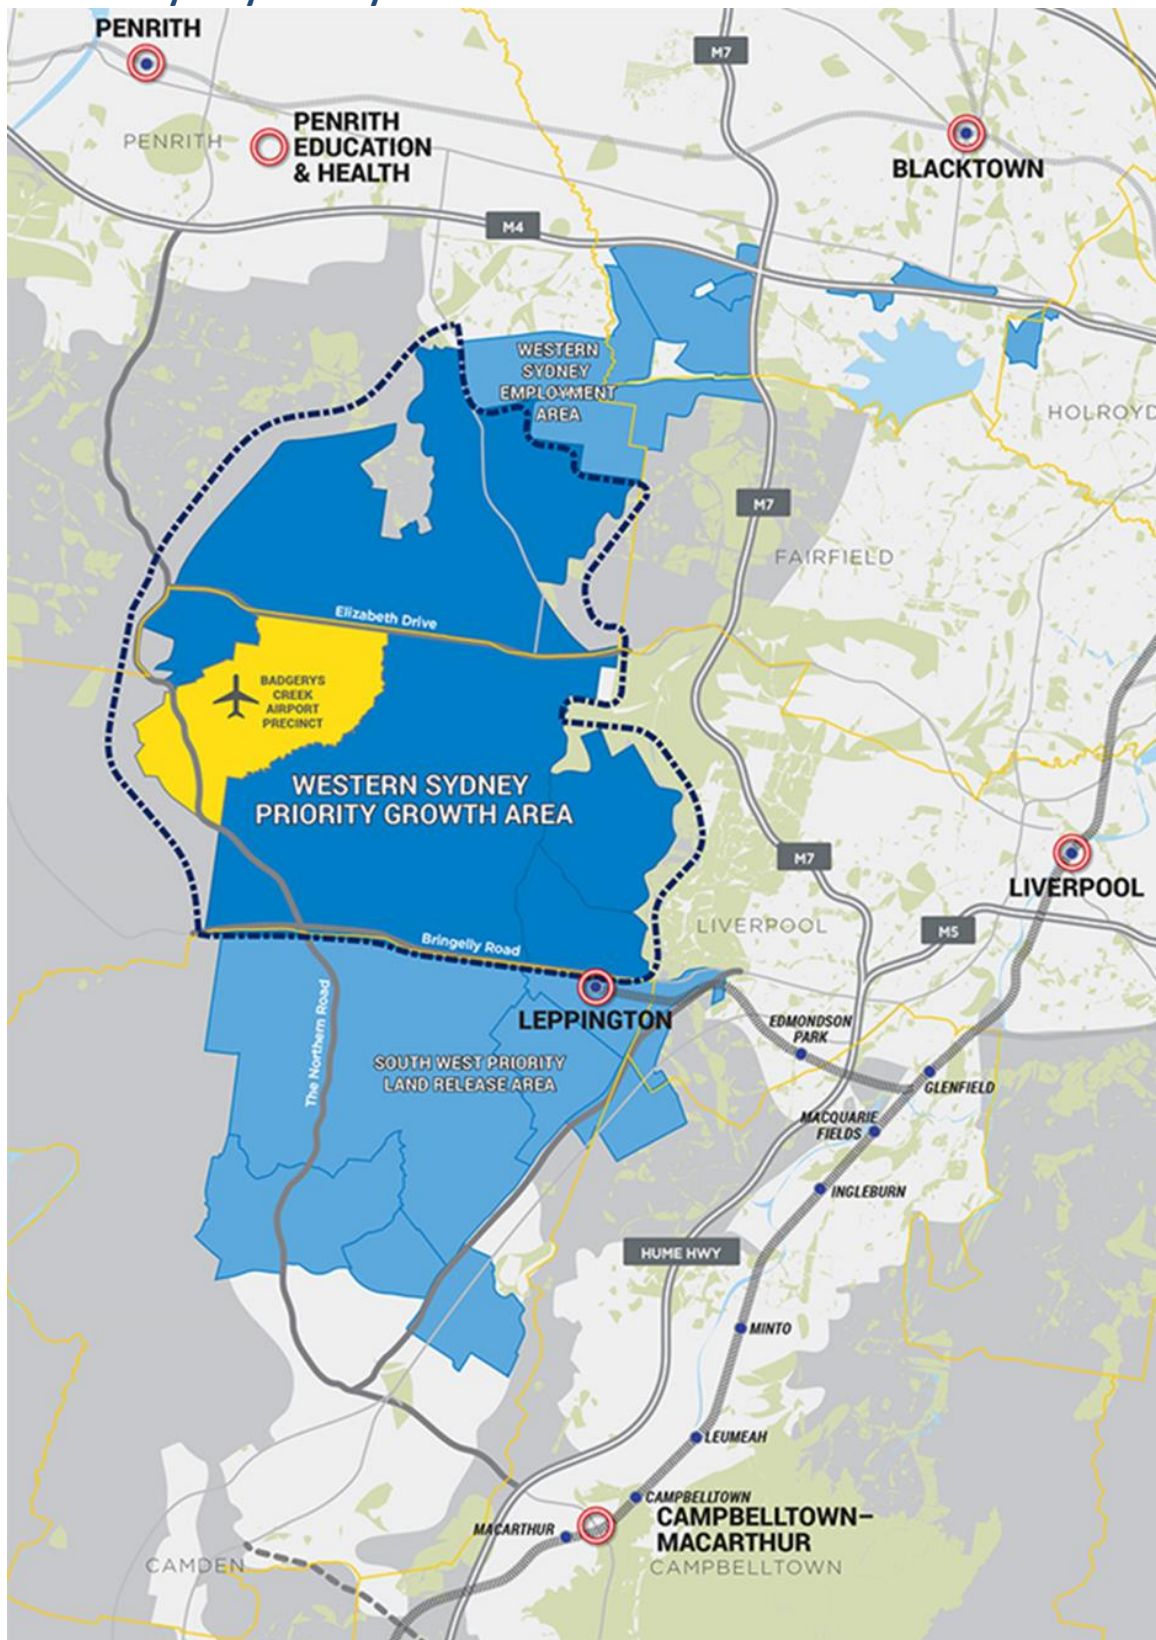 PENRITH
M7
PENRITH
EDUCATION
& HEALTH
PENRITH
BLACKTOWN
M4
WESTERN
SYDNEY
EMPLOYMENT
AREA
HOLROYD
M7
FAIRFIELD
Elizabeth Drive
BADGERYS
CREEK
AIRPORT
PRECINCT
WESTERN SYDNEY
PRIORITY GROWTH AREA
M7
LIVERPOOL
LIVERPOOL
M5
Bringelly Road
LEPPINGTON
The Northern Road
EDMONDSON
PARK
SOUTH WEST PRIORITY
LAND RELEASE AREA
GLENFIELD
MACQUARIE
FIELDS
INGLEBURN
HUME HWY
MINTO
LEUMEAH
CAMPBELLTOWN
CAMPBELLTOWN–
MACARTHUR
MACARTHUR
CAMDEN
CAMPBELLTOWN